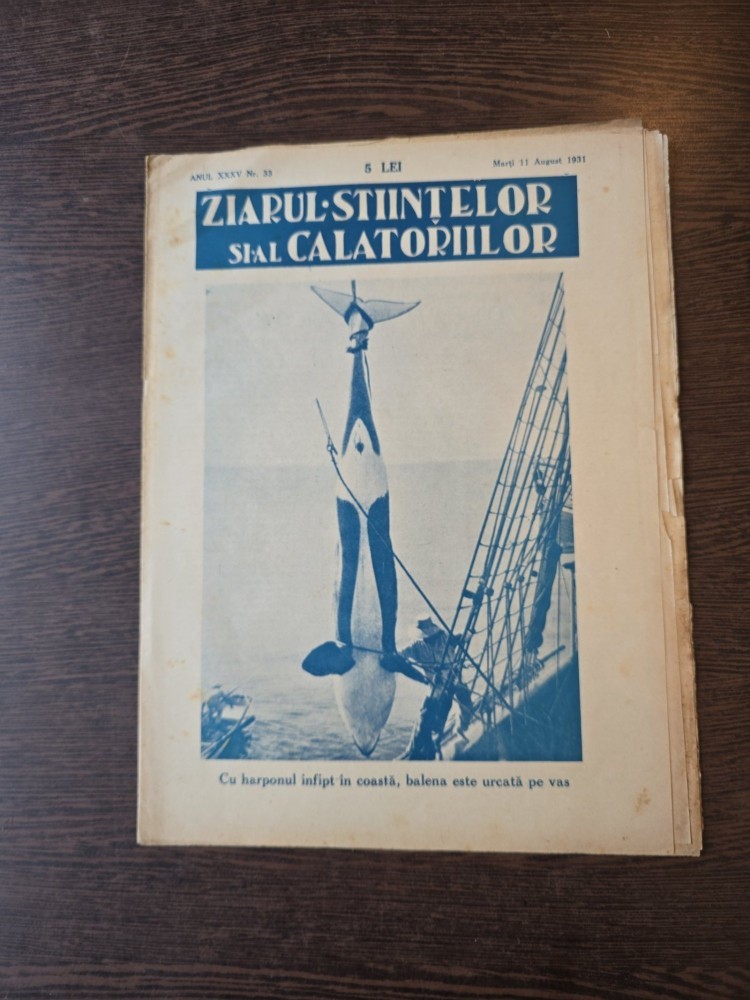 ANUL XXXV Nr. 33
5 LEI
Marți 11 August 1931
ZIARUL·STIINȚELOR
SI·AL CALATORIILOR
Cu harponul înfipt în coastă, balena este urcată pe vas